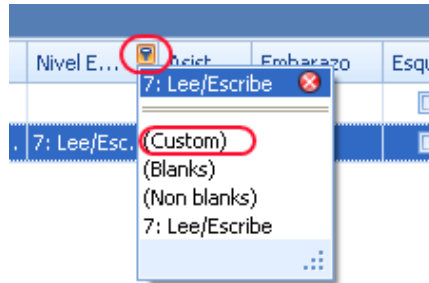 Nivel E... Asist Embarazo Esqu
7: Lee/Escribe
. 7: Lee/Esc.
(Custom)
(Blanks)
(Non blanks)
7: Lee/Escribe